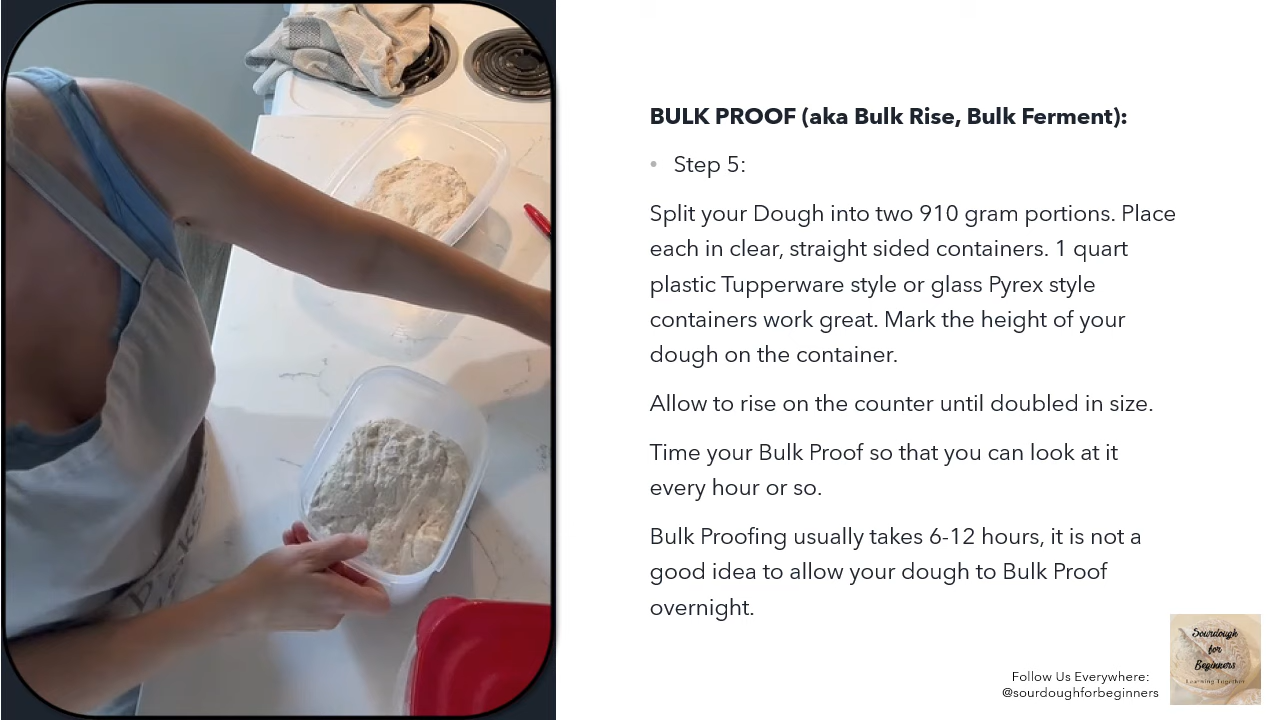 BULK PROOF (aka Bulk Rise, Bulk Ferment):
• Step 5:
Split your Dough into two 910 gram portions. Place
each in clear, straight sided containers. 1 quart
plastic Tupperware style or glass Pyrex style
containers work great. Mark the height of your
dough on the container.
Allow to rise on the counter until doubled in size.
Time your Bulk Proof so that you can look at it
every hour or so.
Bulk Proofing usually takes 6-12 hours, it is not a
good idea to allow your dough to Bulk Proof
overnight.
Follow Us Everywhere:
@sourdoughforbeginners
Sourdough
for
Beginners
Learning Together